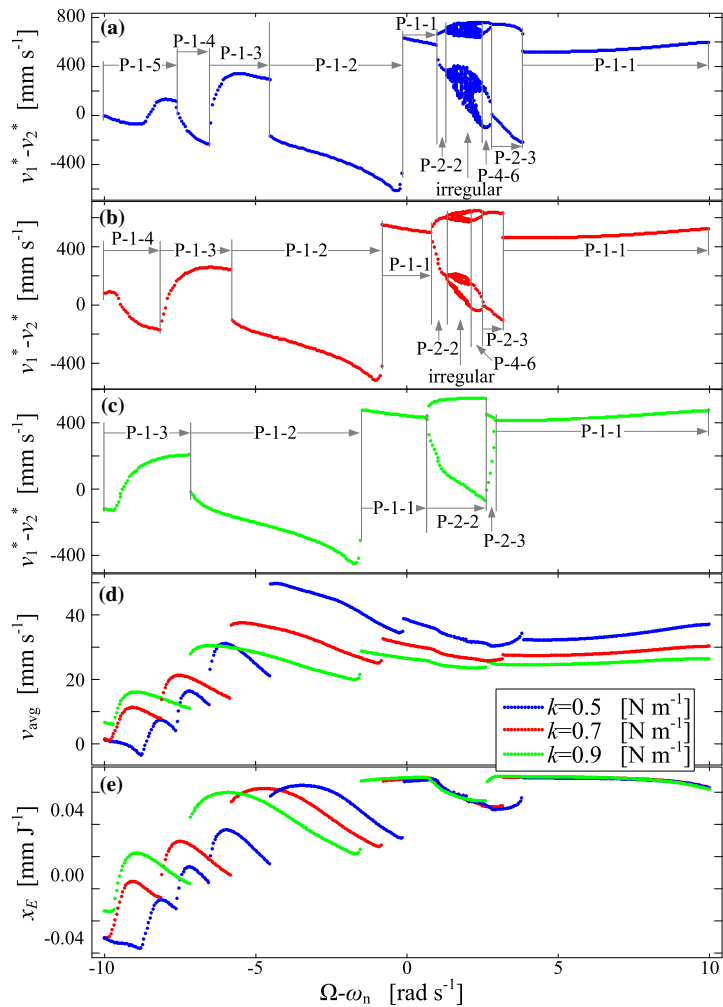 (a)
800
400
0
-400
v₁*-v₂* [mm s⁻¹]
P-1-5
P-1-4
P-1-3
P-1-2
P-1-1
P-2-2
irregular
P-4-6
P-2-3
P-1-1
(b)
400
0
-400
v₁*-v₂* [mm s⁻¹]
P-1-4
P-1-3
P-1-2
P-1-1
P-2-2
irregular
P-4-6
P-2-3
P-1-1
(c)
400
0
-400
v₁*-v₂* [mm s⁻¹]
P-1-3
P-1-2
P-1-1
P-2-2
P-2-3
P-1-1
(d)
40
20
0
v_avg [mm s⁻¹]
k=0.5 [N m⁻¹]
k=0.7 [N m⁻¹]
k=0.9 [N m⁻¹]
(e)
0.04
0.00
-0.04
x_E [mm J⁻¹]
-10 -5 0 5 10
Ω-ωₙ [rad s⁻¹]